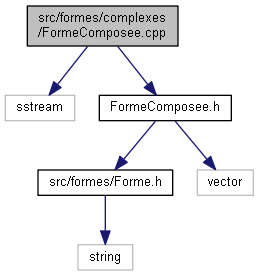 src/formes/complexes
/FormeComposee.cpp
sstream
FormeComposee.h
src/formes/Forme.h
vector
string